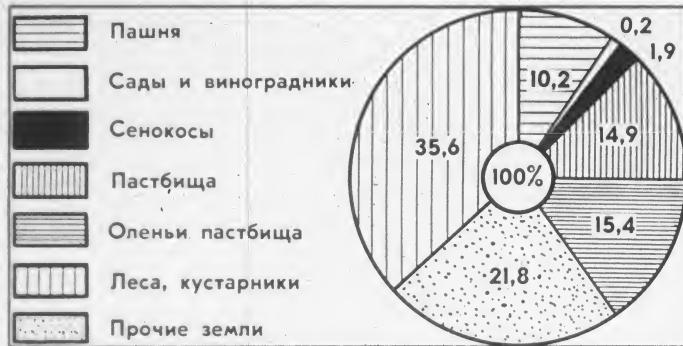 Пашня
Сады и виноградники
Сенокосы
Пастбища
Оленьи пастбища
Леса, кустарники
Прочие земли
0,2
1,9
10,2
14,9
35,6
100%
15,4
21,8